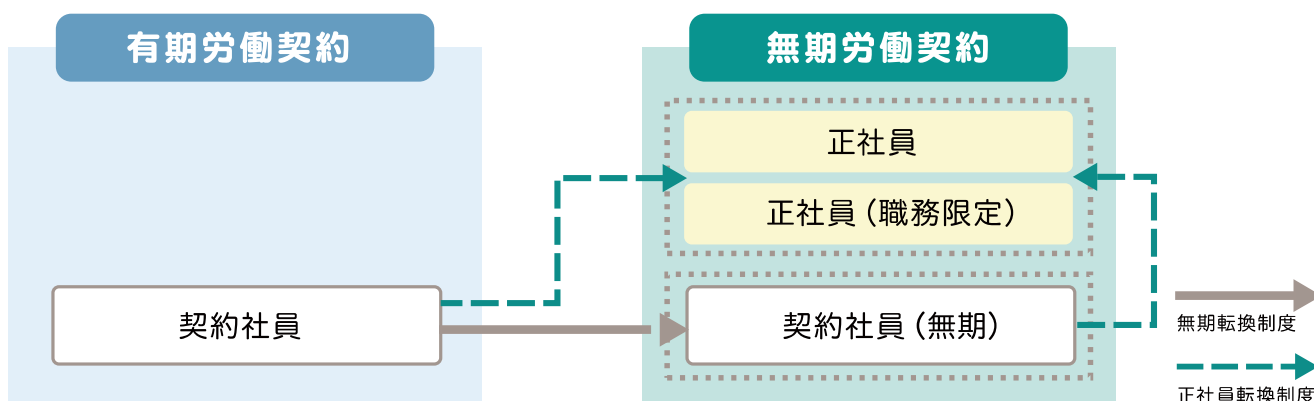 有期労働契約
無期労働契約
正社員
正社員（職務限定）
契約社員
契約社員（無期）
無期転換制度
正社員転換制度